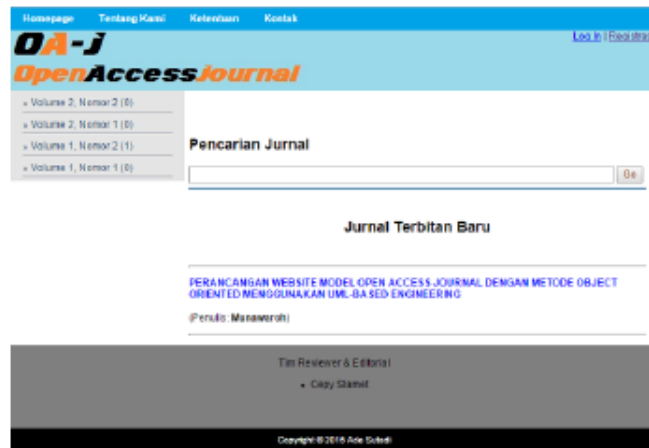 Homepage Tentang Kami Ketentuan Kontak
OA-J
Log In | Registras
OpenAccessJournal
» Volume 2, Nomor 2 (0)
» Volume 2, Nomor 1 (0)
» Volume 1, Nomor 2 (1)
» Volume 1, Nomor 1 (0)
Pencarian Jurnal
Go
Jurnal Terbitan Baru
PERANCANGAN WEBSITE MODEL OPEN ACCESS JOURNAL DENGAN METODE OBJECT
ORIENTED MENGGUNAKAN UML-BASED ENGINEERING
(Penulis: Munawaroh)
Tim Reviewer & Editorial
• Cepy Slamet
Copyright © 2016 Ade Sutedi